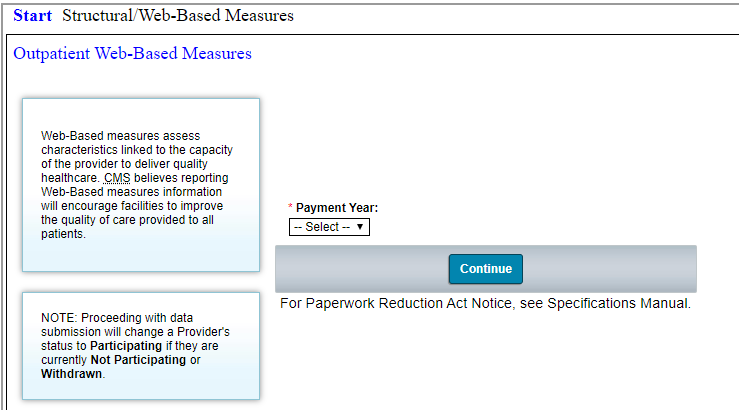 Start Structural/Web-Based Measures
Outpatient Web-Based Measures
Web-Based measures assess
characteristics linked to the capacity
of the provider to deliver quality
healthcare. CMS believes reporting
Web-Based measures information
will encourage facilities to improve
the quality of care provided to all
patients.
* Payment Year:
-- Select --
Continue
For Paperwork Reduction Act Notice, see Specifications Manual.
NOTE: Proceeding with data
submission will change a Provider's
status to Participating if they are
currently Not Participating or
Withdrawn.